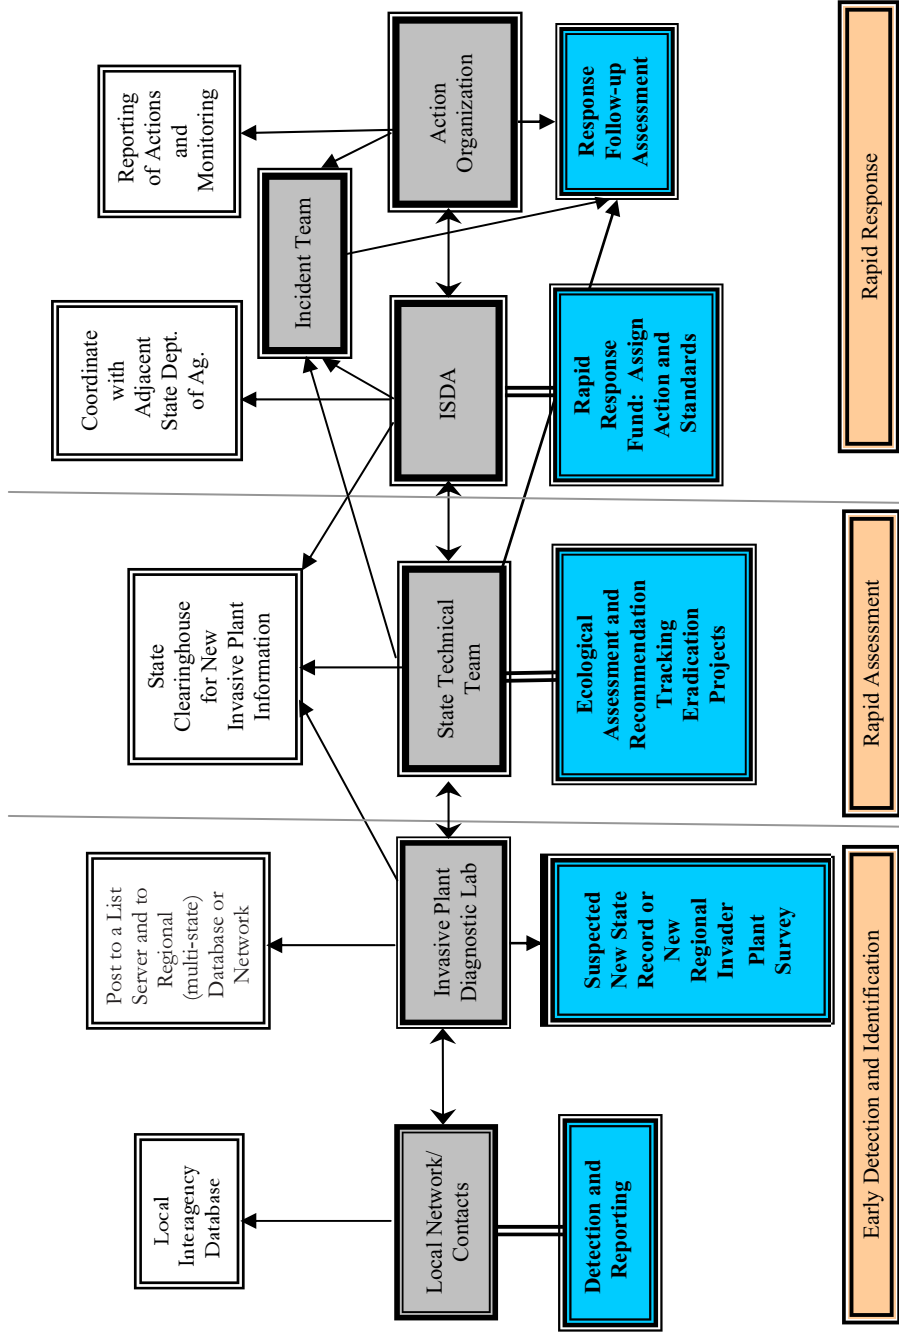 Local
Interagency
Database
Post to a List
Server and to
Regional
(multi-state)
Database or
Network
State
Clearinghouse
for New
Invasive Plant
Information
Coordinate
with
Adjacent
State Dept.
of Ag.
Reporting
of Actions
and
Monitoring
Incident Team
Local Network/
Contacts
Invasive Plant
Diagnostic Lab
State Technical
Team
ISDA
Action
Organization
Detection and
Reporting
Suspected
New State
Record or
New
Regional
Invader
Plant
Survey
Ecological
Assessment and
Recommendation
Tracking
Eradication
Projects
Rapid
Response
Fund: Assign
Action and
Standards
Response
Follow-up
Assessment
Early Detection and Identification
Rapid Assessment
Rapid Response